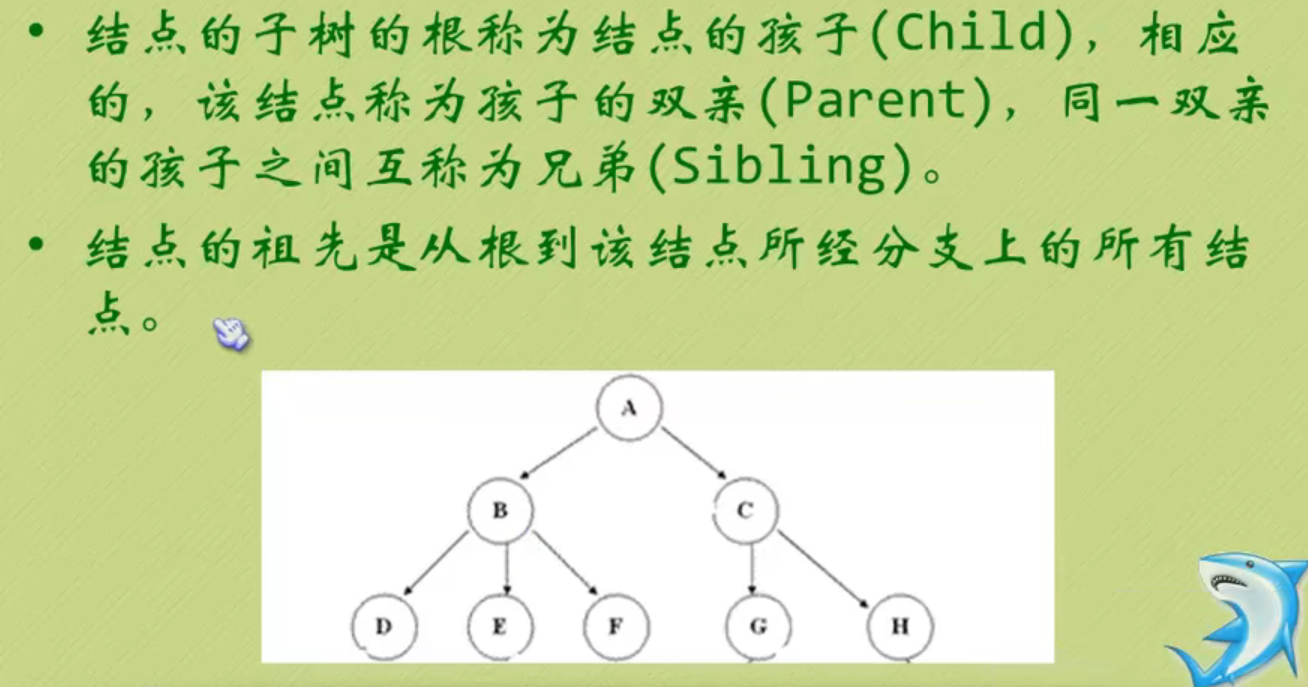 • 结点的子树的根称为结点的孩子(Child)，相应
的，该结点称为孩子的双亲(Parent)，同一双亲
的孩子之间互称为兄弟(Sibling)。
• 结点的祖先是从根到该结点所经分支上的所有结
点。
A
B C
D E F G H